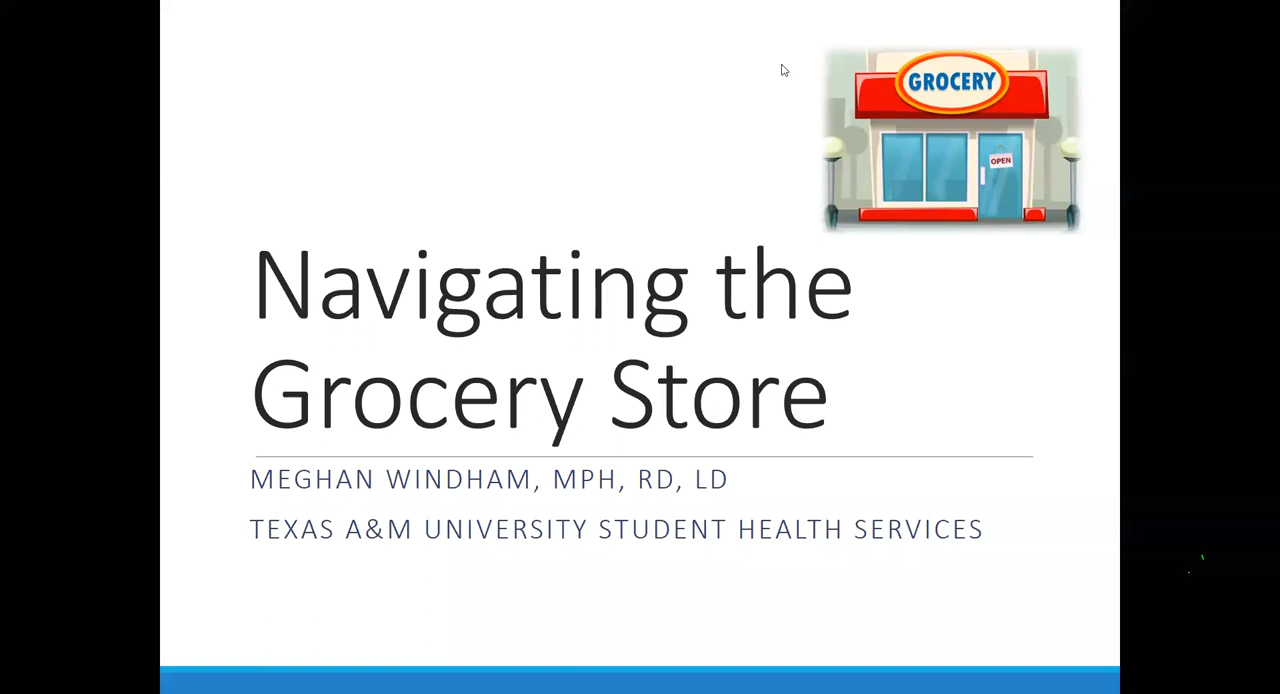 GROCERY
OPEN
Navigating the
Grocery Store
MEGHAN WINDHAM, MPH, RD, LD
TEXAS A&M UNIVERSITY STUDENT HEALTH SERVICES